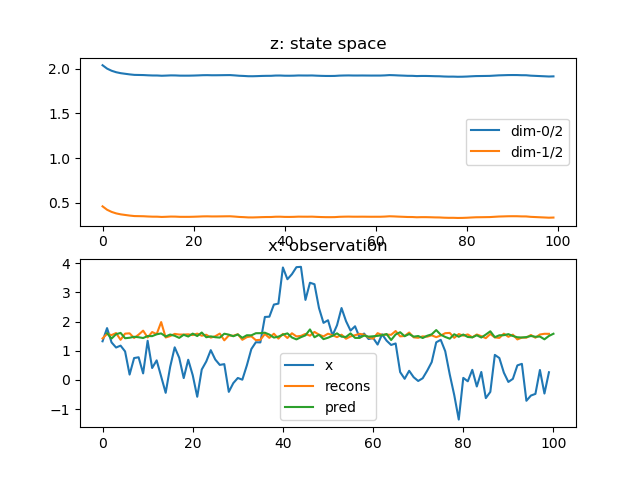 z: state space
2.0
1.5
1.0
0.5
dim-0/2
dim-1/2
0 20 40 60 80 100
x: observation
4
3
2
1
0
−1
x
recons
pred
0 20 40 60 80 100